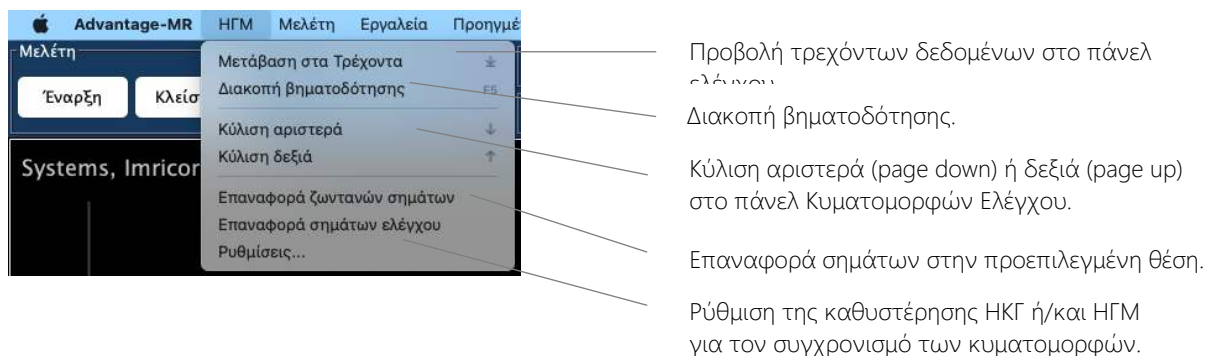 Advantage-MR ΗΓΜ Μελέτη Εργαλεία Προηγμέ
Μελέτη
Έναρξη Κλείσ
Systems, Imricor
Μετάβαση στα Τρέχοντα
Διακοπή βηματοδότησης F5
Κύλιση αριστερά ↓
Κύλιση δεξιά ↑
Επαναφορά ζωντανών σημάτων
Επαναφορά σημάτων ελέγχου
Ρυθμίσεις...
Προβολή τρεχόντων δεδομένων στο πάνελ
ελέγχου
Διακοπή βηματοδότησης.
Κύλιση αριστερά (page down) ή δεξιά (page up)
στο πάνελ Κυματομορφών Ελέγχου.
Επαναφορά σημάτων στην προεπιλεγμένη θέση.
Ρύθμιση της καθυστέρησης ΗΚΓ ή/και ΗΓΜ
για τον συγχρονισμό των κυματομορφών.